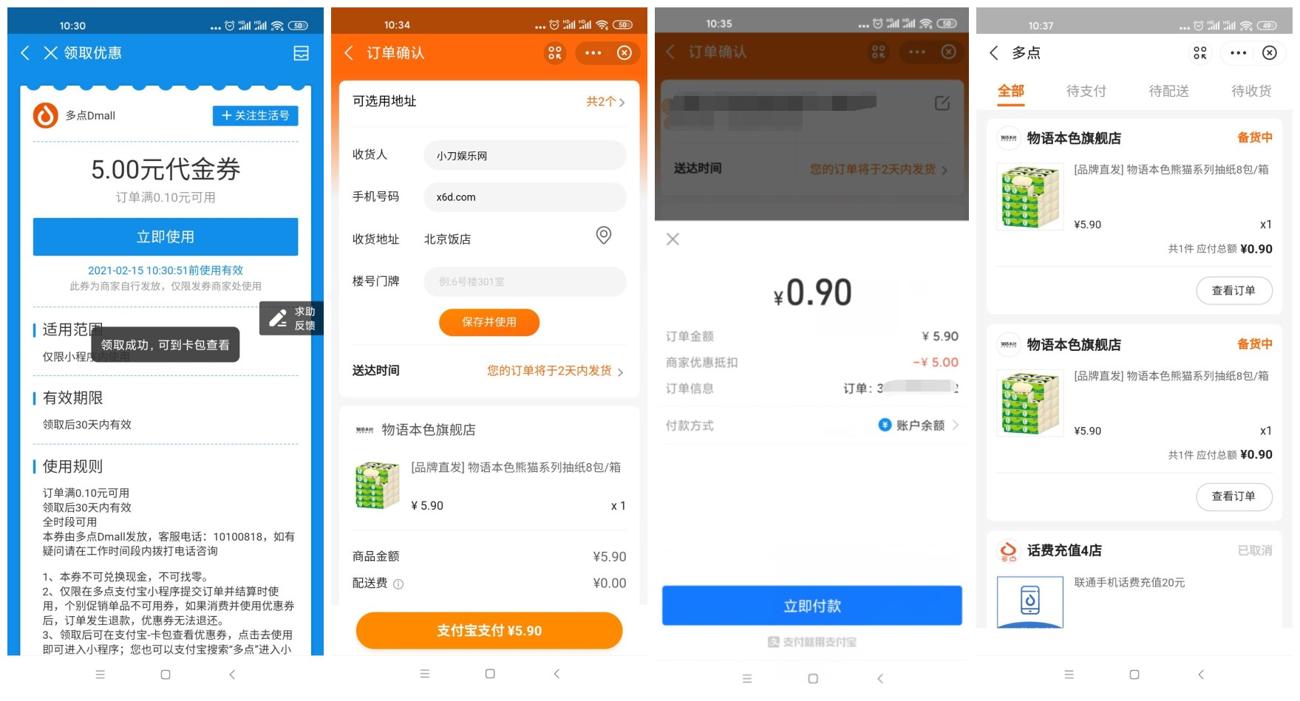 10:30
50
领取优惠
多点Dmall
+ 关注生活号
5.00元代金券
订单满0.10元可用
立即使用
2021-02-15 10:30:51前使用有效
此券为商家自行发放，仅限发券商家处使用
求助
反馈
适用范围
领取成功，可到卡包查看
仅限小程序内使用
有效期限
领取后30天内有效
使用规则
订单满0.10元可用
领取后30天内有效
全时段可用
本券由多点Dmall发放，客服电话：10100818，如有
疑问请在工作时间段内拨打电话咨询
1、本券不可兑换现金，不可找零。
2、仅限在多点支付宝小程序提交订单并结算时使
用，个别促销单品不可用券，如果消费并使用优惠券
后，订单发生退款，优惠券无法退还。
3、领取后可在支付宝-卡包查看优惠券，点击去使用
即可进入小程序；您也可以支付宝搜索“多点”进入小
10:34
50
订单确认
可选用地址
共2个
收货人
小刀娱乐网
手机号码
x6d.com
收货地址
北京饭店
楼号门牌
例:6号楼301室
保存并使用
送达时间
您的订单将于2天内发货
物语本色旗舰店
[品牌直发] 物语本色熊猫系列抽纸8包/箱
¥ 5.90
x 1
商品金额
¥5.90
配送费
¥0.00
支付宝支付 ¥5.90
10:35
50
订单确认
送达时间
您的订单将于2天内发货
¥0.90
订单金额
¥ 5.90
商家优惠抵扣
-¥ 5.00
订单信息
订单: 3
2
付款方式
账户余额
立即付款
支付就用支付宝
10:37
49
多点
全部
待支付
待配送
待收货
物语本色旗舰店
备货中
[品牌直发] 物语本色熊猫系列抽纸8包/箱
¥5.90
x1
共1件 应付总额 ¥0.90
查看订单
物语本色旗舰店
备货中
[品牌直发] 物语本色熊猫系列抽纸8包/箱
¥5.90
x1
共1件 应付总额 ¥0.90
查看订单
多点
话费充值4店
已取消
联通手机话费充值20元